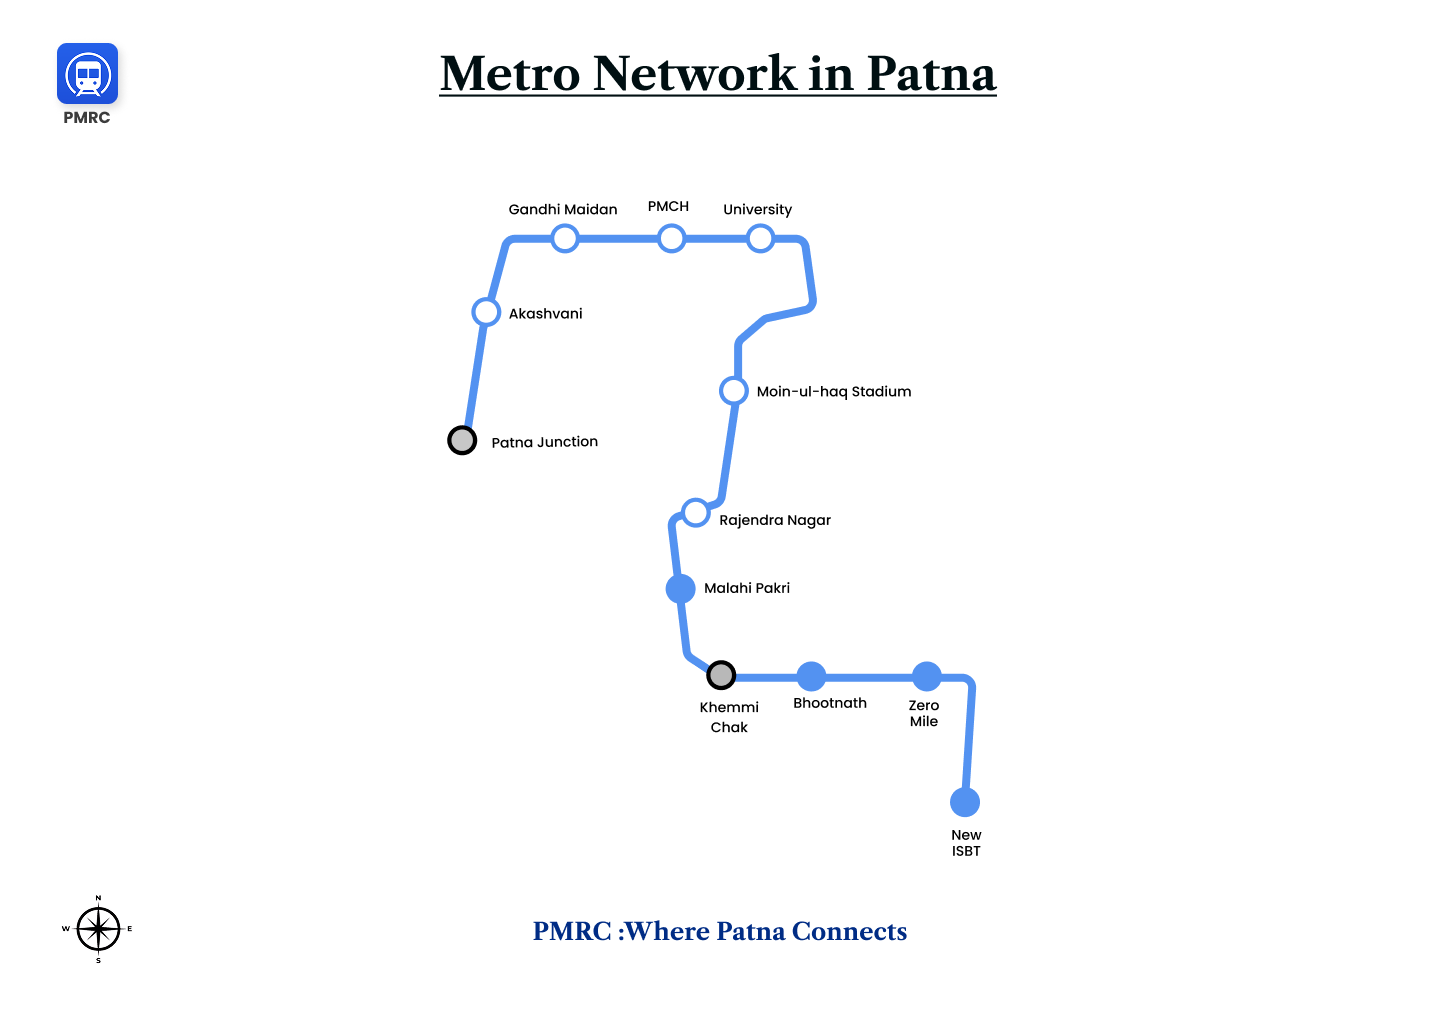 Metro Network in Patna
PMRC
Gandhi Maidan
PMCH
University
Akashvani
Moin-ul-haq Stadium
Patna Junction
Rajendra Nagar
Malahi Pakri
Khemmi
Chak
Bhootnath
Zero
Mile
New
ISBT
N
W
E
S
PMRC :Where Patna Connects